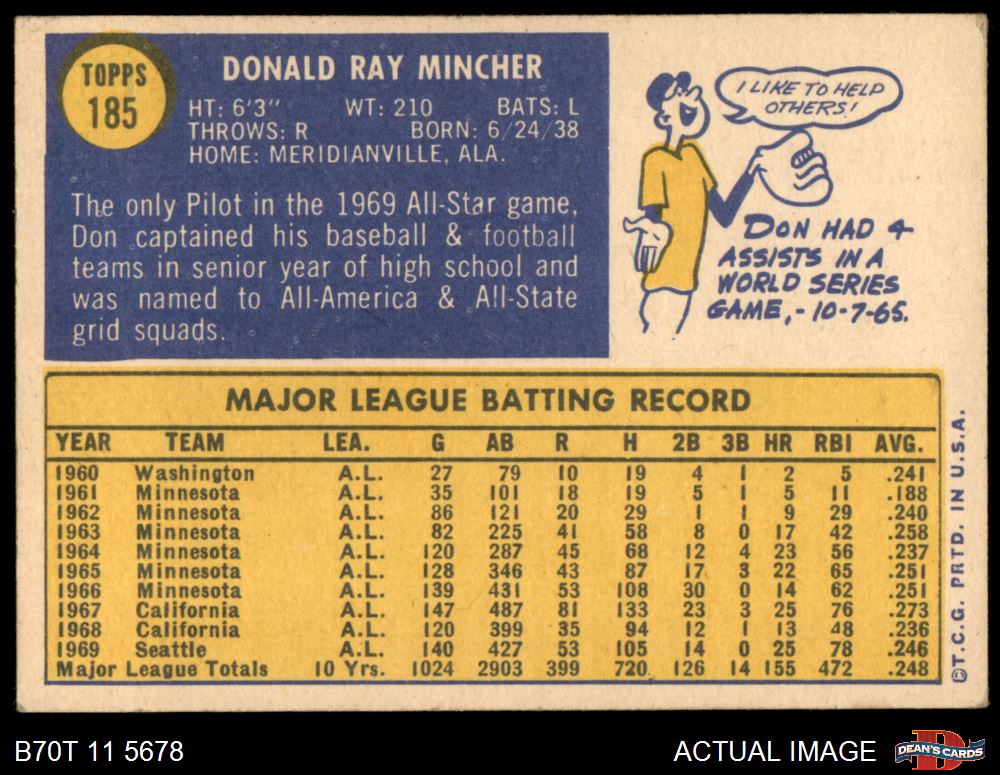 TOPPS
185
DONALD RAY MINCHER
HT: 6'3" WT: 210 BATS: L
THROWS: R BORN: 6/24/38
HOME: MERIDIANVILLE, ALA.
The only Pilot in the 1969 All-Star game,
Don captained his baseball & football
teams in senior year of high school and
was named to All-America & All-State
grid squads.
I LIKE TO HELP
OTHERS!
DON HAD 4
ASSISTS IN A
WORLD SERIES
GAME,-10-7-65.
MAJOR LEAGUE BATTING RECORD
YEAR TEAM LEA. G AB R H 2B 3B HR RBI AVG.
1960 Washington A.L. 27 79 10 19 4 1 2 5 .241
1961 Minnesota A.L. 35 101 18 19 5 1 5 11 .188
1962 Minnesota A.L. 86 121 20 29 1 1 9 29 .240
1963 Minnesota A.L. 82 225 41 58 8 0 17 42 .258
1964 Minnesota A.L. 120 287 45 68 12 4 23 56 .237
1965 Minnesota A.L. 128 346 43 87 17 3 22 65 .251
1966 Minnesota A.L. 139 431 53 108 30 0 14 62 .251
1967 California A.L. 147 487 81 133 23 3 25 76 .273
1968 California A.L. 120 399 35 94 12 1 13 48 .236
1969 Seattle A.L. 140 427 53 105 14 0 25 78 .246
Major League Totals 10 Yrs. 1024 2903 399 720 126 14 155 472 .248
©T.C.G. PRTD. IN U.S.A.
B70T 11 5678
ACTUAL IMAGE
DEAN'S CARDS